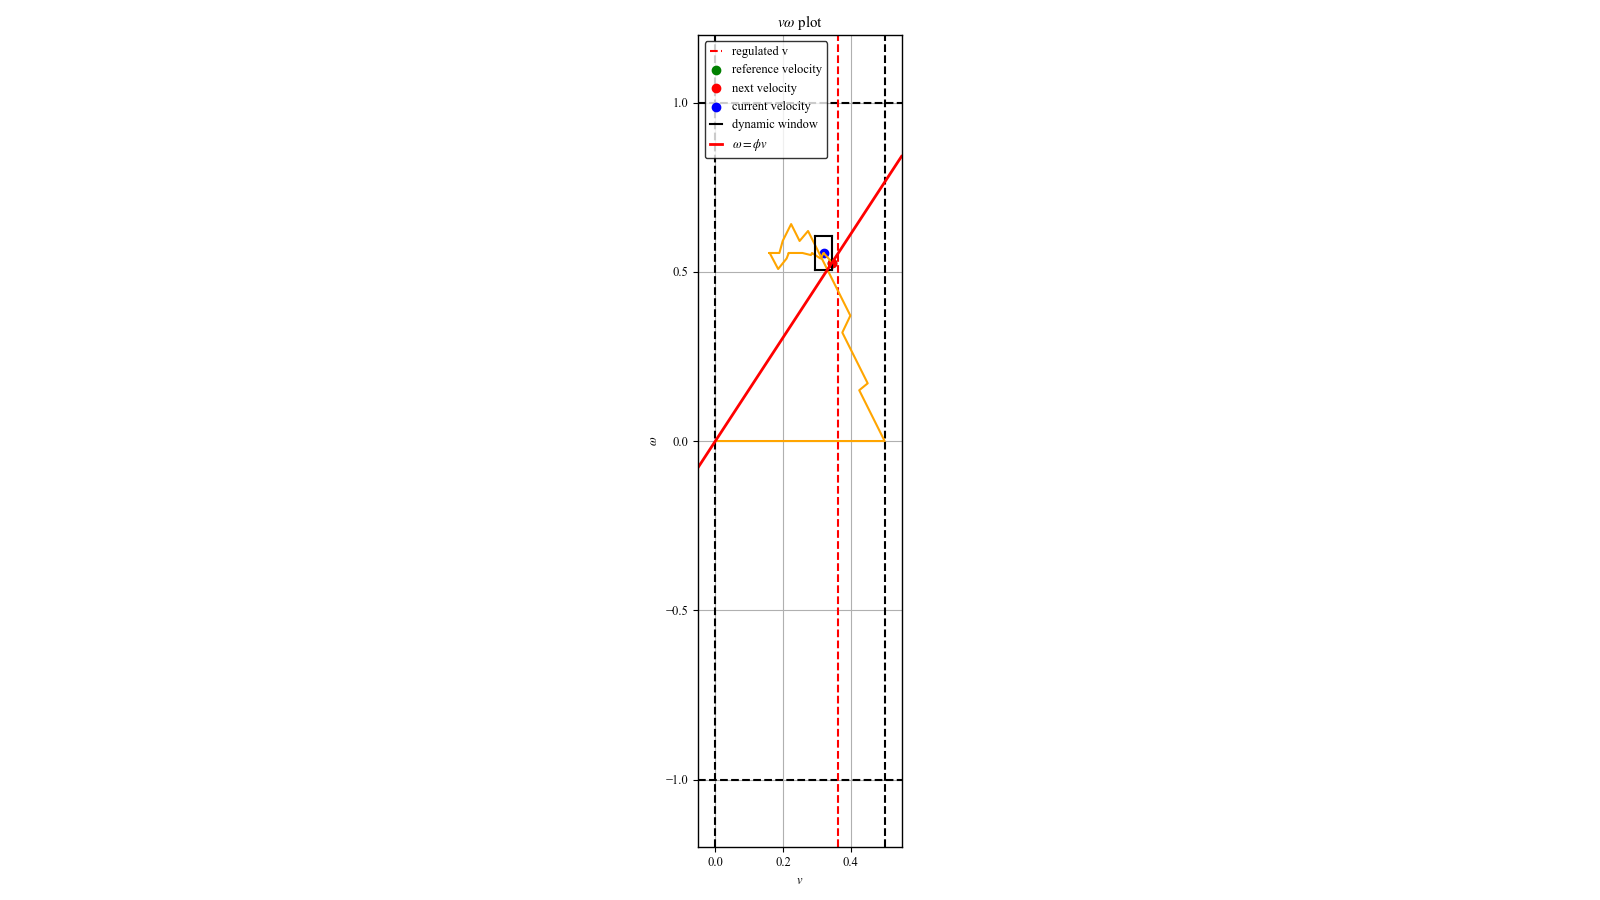 vω plot
regulated v
reference velocity
next velocity
current velocity
dynamic window
ω = ϕv
1.0
0.5
0.0
−0.5
−1.0
ω
0.0 0.2 0.4
v